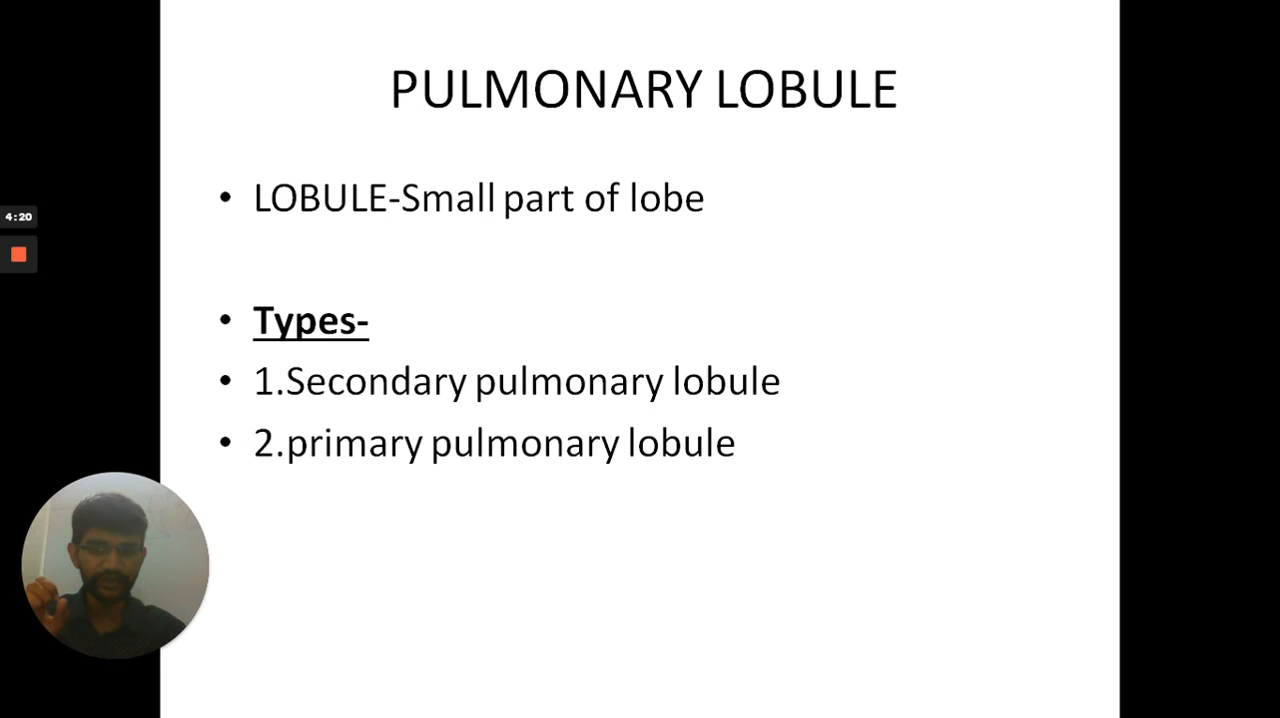 PULMONARY LOBULE
• LOBULE-Small part of lobe
4:20
• Types-
• 1.Secondary pulmonary lobule
• 2.primary pulmonary lobule